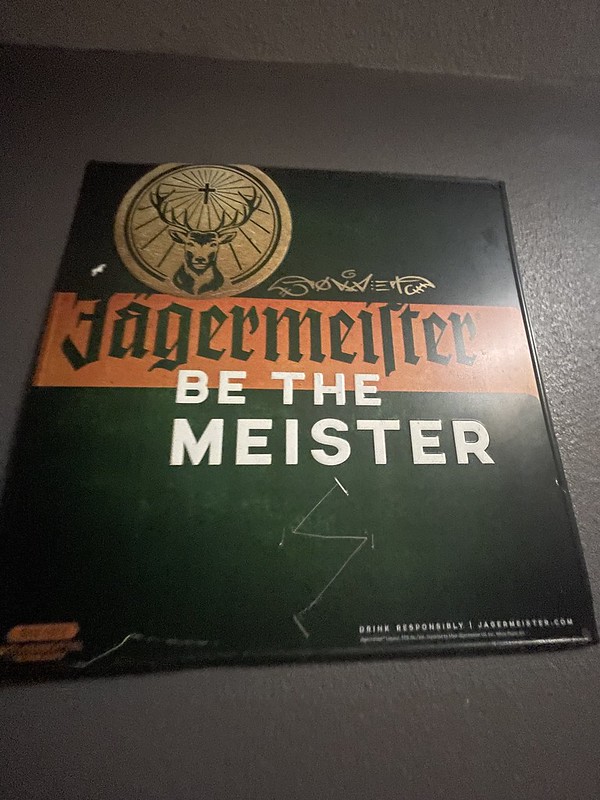 Jägermeiſter
BE THE
MEISTER
DRINK RESPONSIBLY | JAGERMEISTER.COM